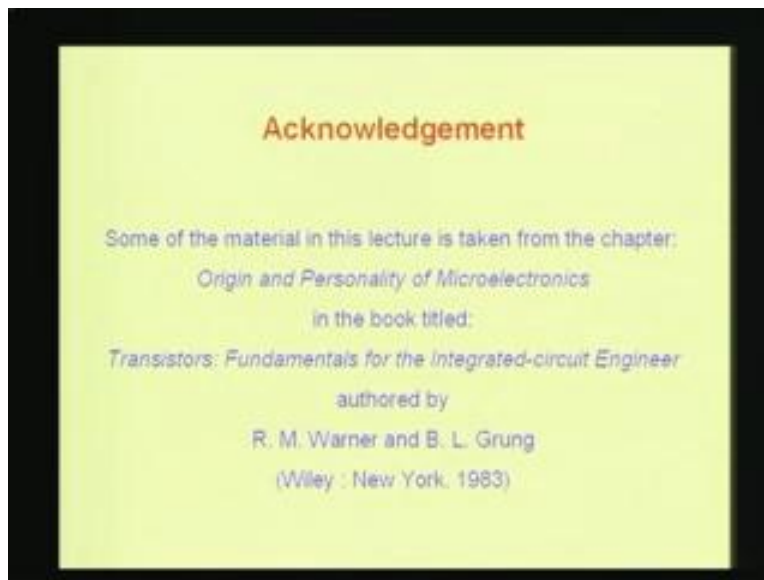 Acknowledgement
Some of the material in this lecture is taken from the chapter:
Origin and Personality of Microelectronics
in the book titled:
Transistors: Fundamentals for the Integrated-circuit Engineer
authored by
R. M. Warner and B. L. Grung
(Wiley : New York, 1983)